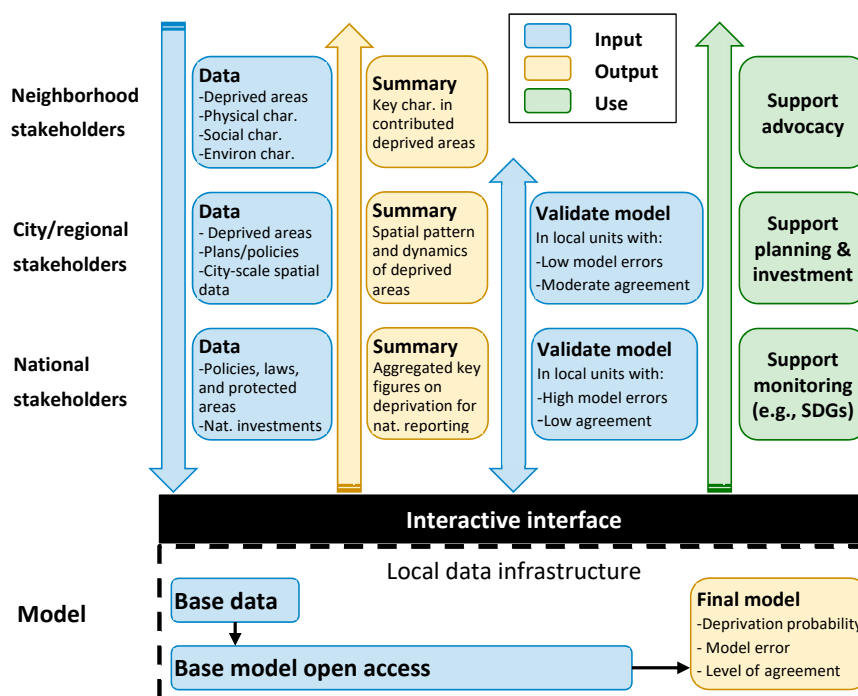 Input
Output
Use
Neighborhood
stakeholders
Data
-Deprived areas
-Physical char.
-Social char.
-Environ char.
Summary
Key char. in
contributed
deprived areas
Support
advocacy
City/regional
stakeholders
Data
- Deprived areas
-Plans/policies
-City-scale spatial
data
Summary
Spatial pattern
and dynamics
of deprived
areas
Validate model
In local units with:
-Low model errors
-Moderate agreement
Support
planning &
investment
National
stakeholders
Data
-Policies, laws,
and protected
areas
-Nat. investments
Summary
Aggregated key
figures on
deprivation for
nat. reporting
Validate model
In local units with:
-High model errors
-Low agreement
Support
monitoring
(e.g., SDGs)
Interactive interface
Local data infrastructure
Model
Base data
Base model open access
Final model
-Deprivation probability
- Model error
- Level of agreement